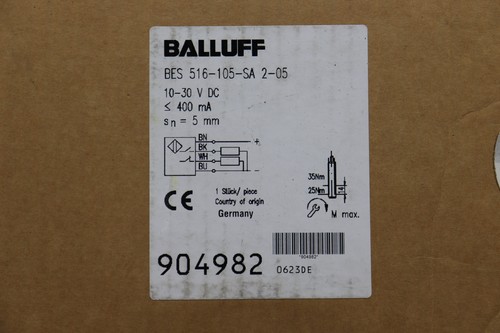 BALLUFF
BES 516-105-SA 2-05
10-30 V DC
≤ 400 mA
sn = 5 mm
BN
+
BK
WH
BU
-
35Nm
25Nm
CE
1 Stück/ piece
Country of origin
Germany
M max.
904982
*904982*
0623DE